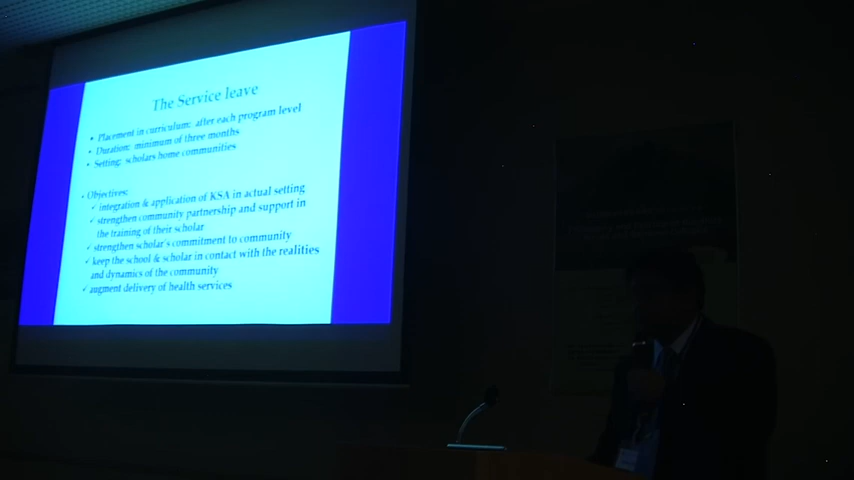 The Service leave
• Placement in curriculum: after each program level
• Duration: minimum of three months
• Setting: scholars home communities
• Objectives:
✓ integration & application of KSA in actual setting
✓ strengthen community partnership and support in
the training of their scholar
✓ strengthen scholar's commitment to community
✓ keep the school & scholar in contact with the realities
and dynamics of the community
✓ augment delivery of health services